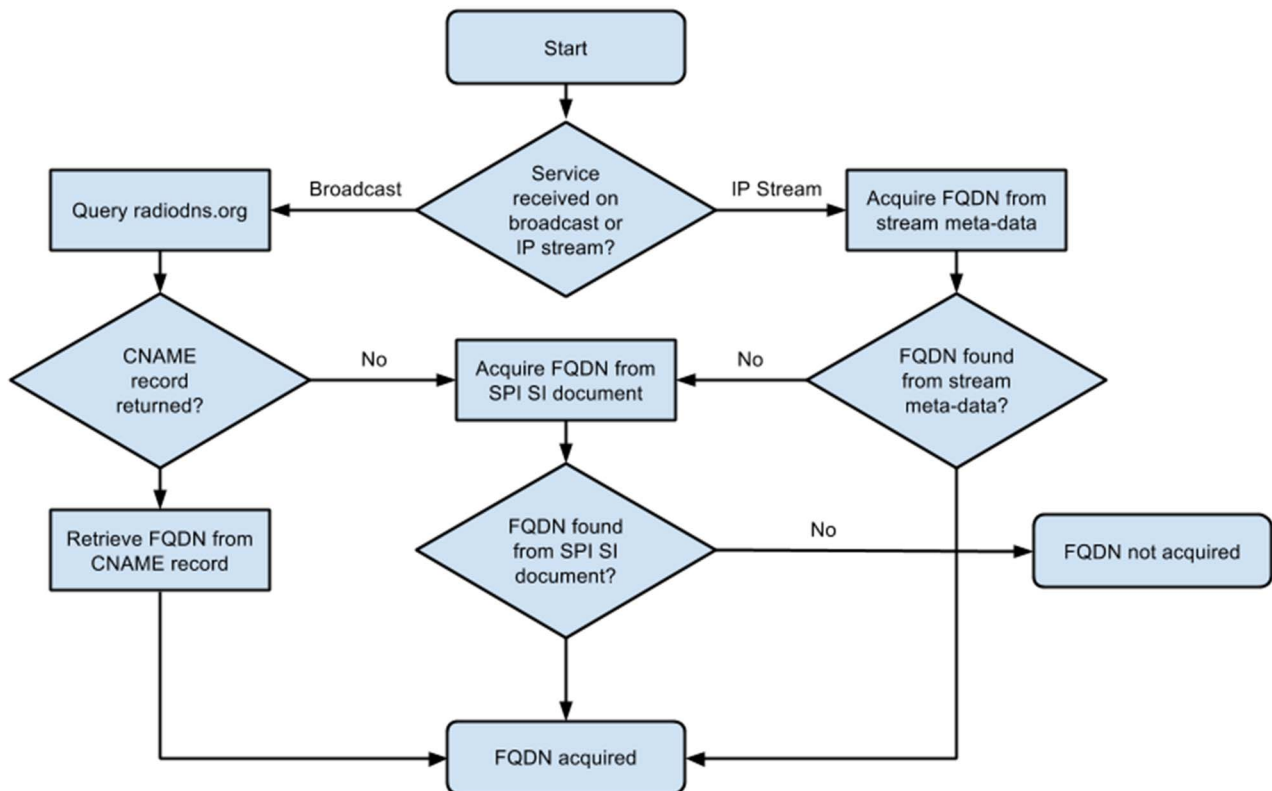 Start
Service
received on
broadcast or
IP stream?
Broadcast
IP Stream
Query radiodns.org
Acquire FQDN from
stream meta-data
CNAME
record
returned?
No
Acquire FQDN from
SPI SI document
No
FQDN found
from stream
meta-data?
Retrieve FQDN from
CNAME record
FQDN found
from SPI SI
document?
No
FQDN not acquired
FQDN acquired